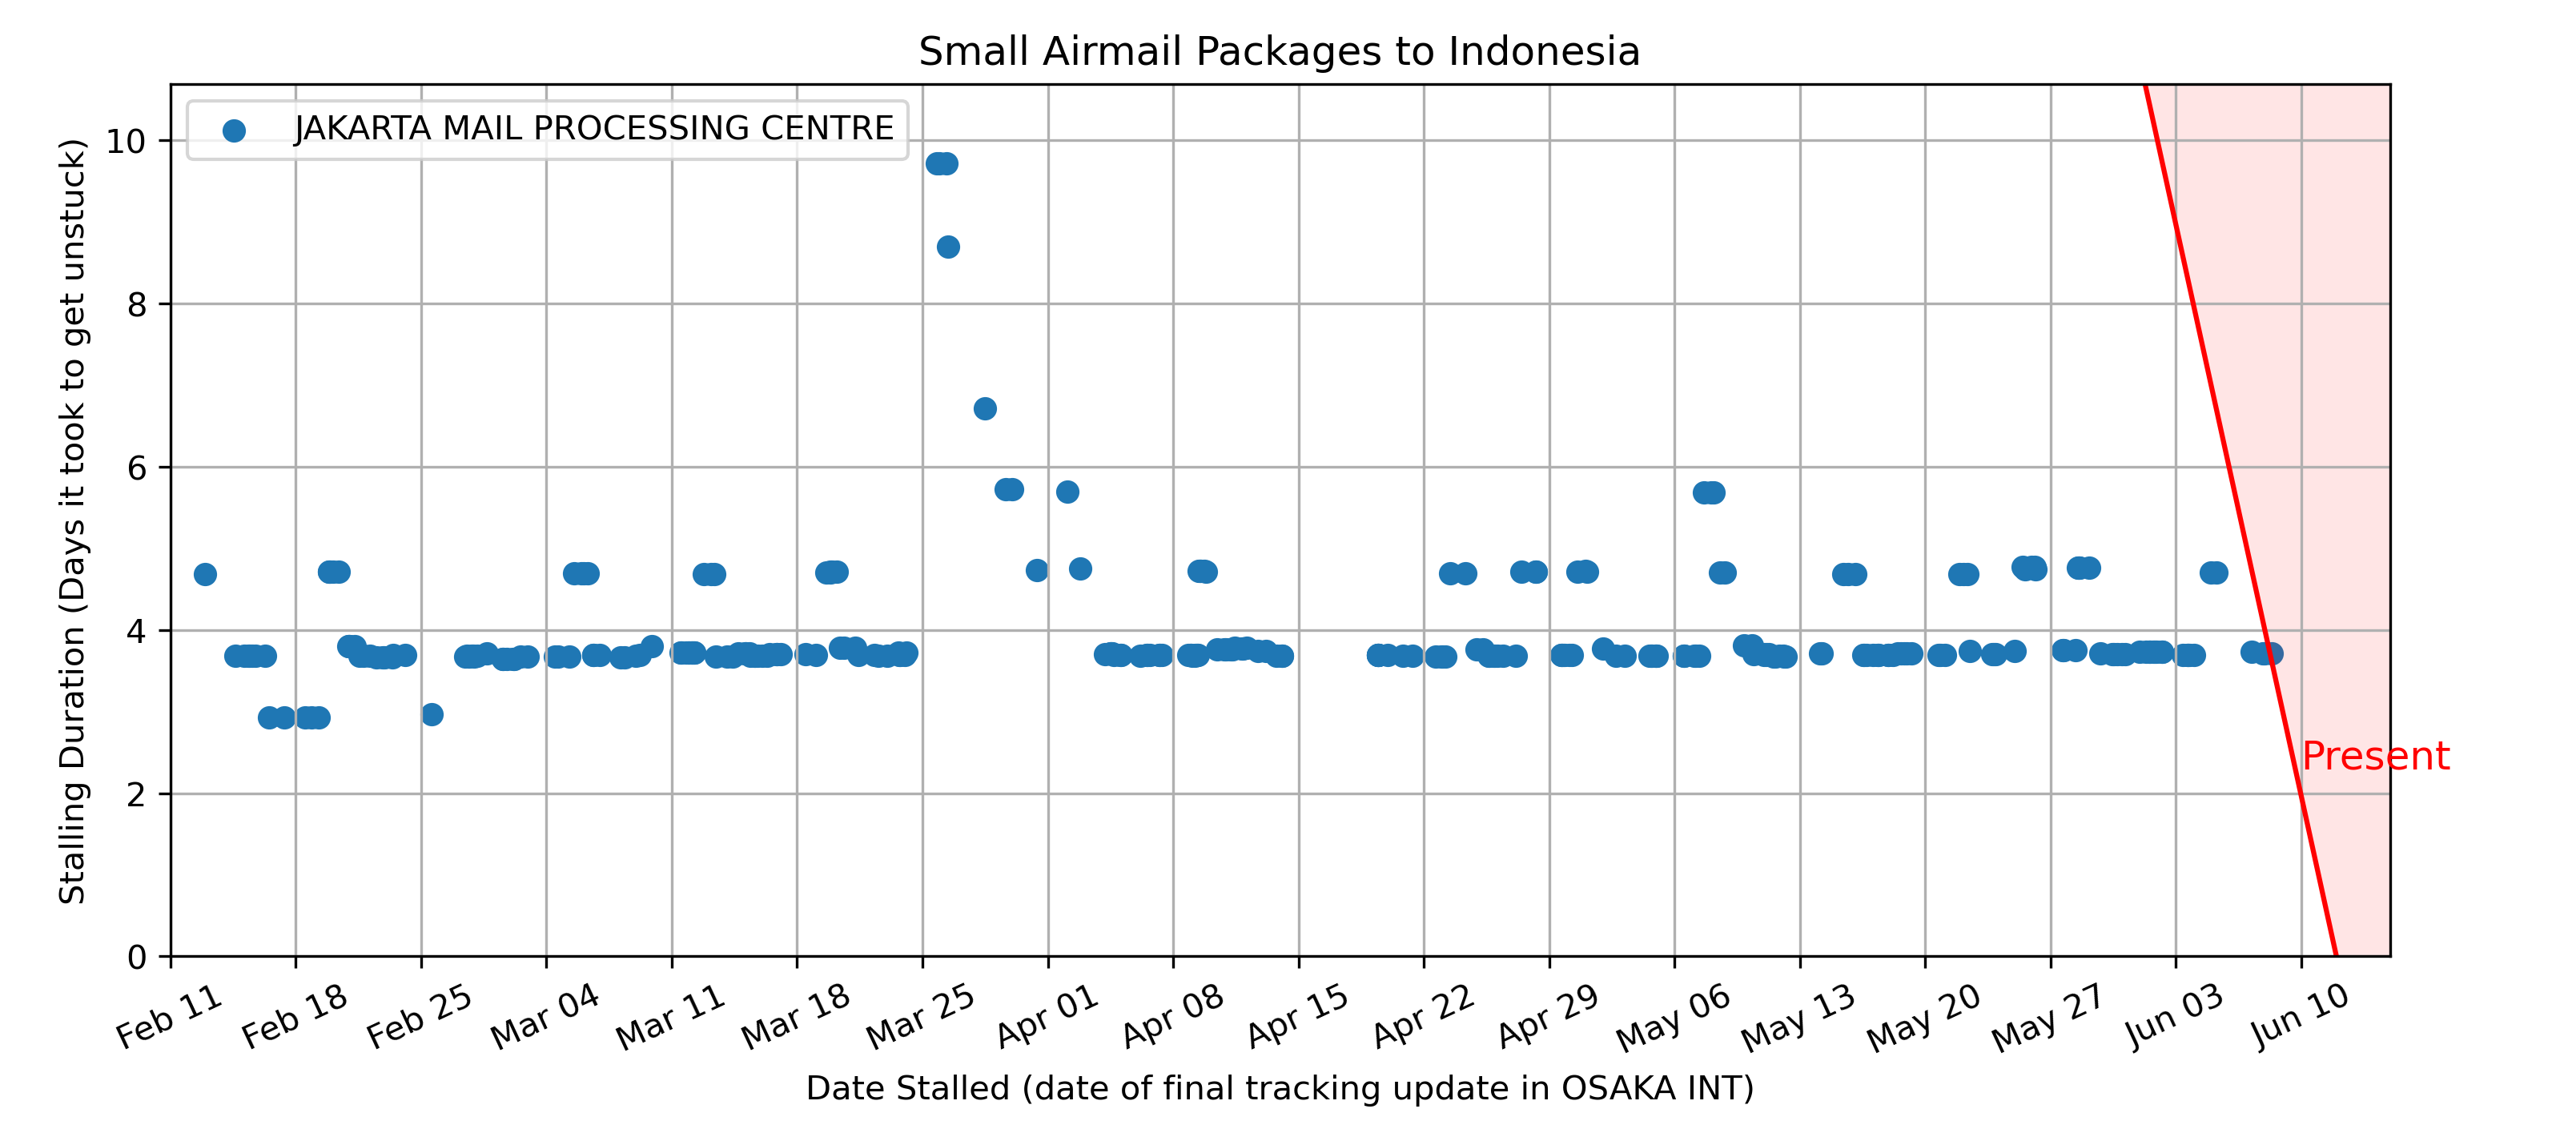 Small Airmail Packages to Indonesia
JAKARTA MAIL PROCESSING CENTRE
Stalling Duration (Days it took to get unstuck)
10
8
6
4
2
0
Present
Feb 11
Feb 18
Feb 25
Mar 04
Mar 11
Mar 18
Mar 25
Apr 01
Apr 08
Apr 15
Apr 22
Apr 29
May 06
May 13
May 20
May 27
Jun 03
Jun 10
Date Stalled (date of final tracking update in OSAKA INT)